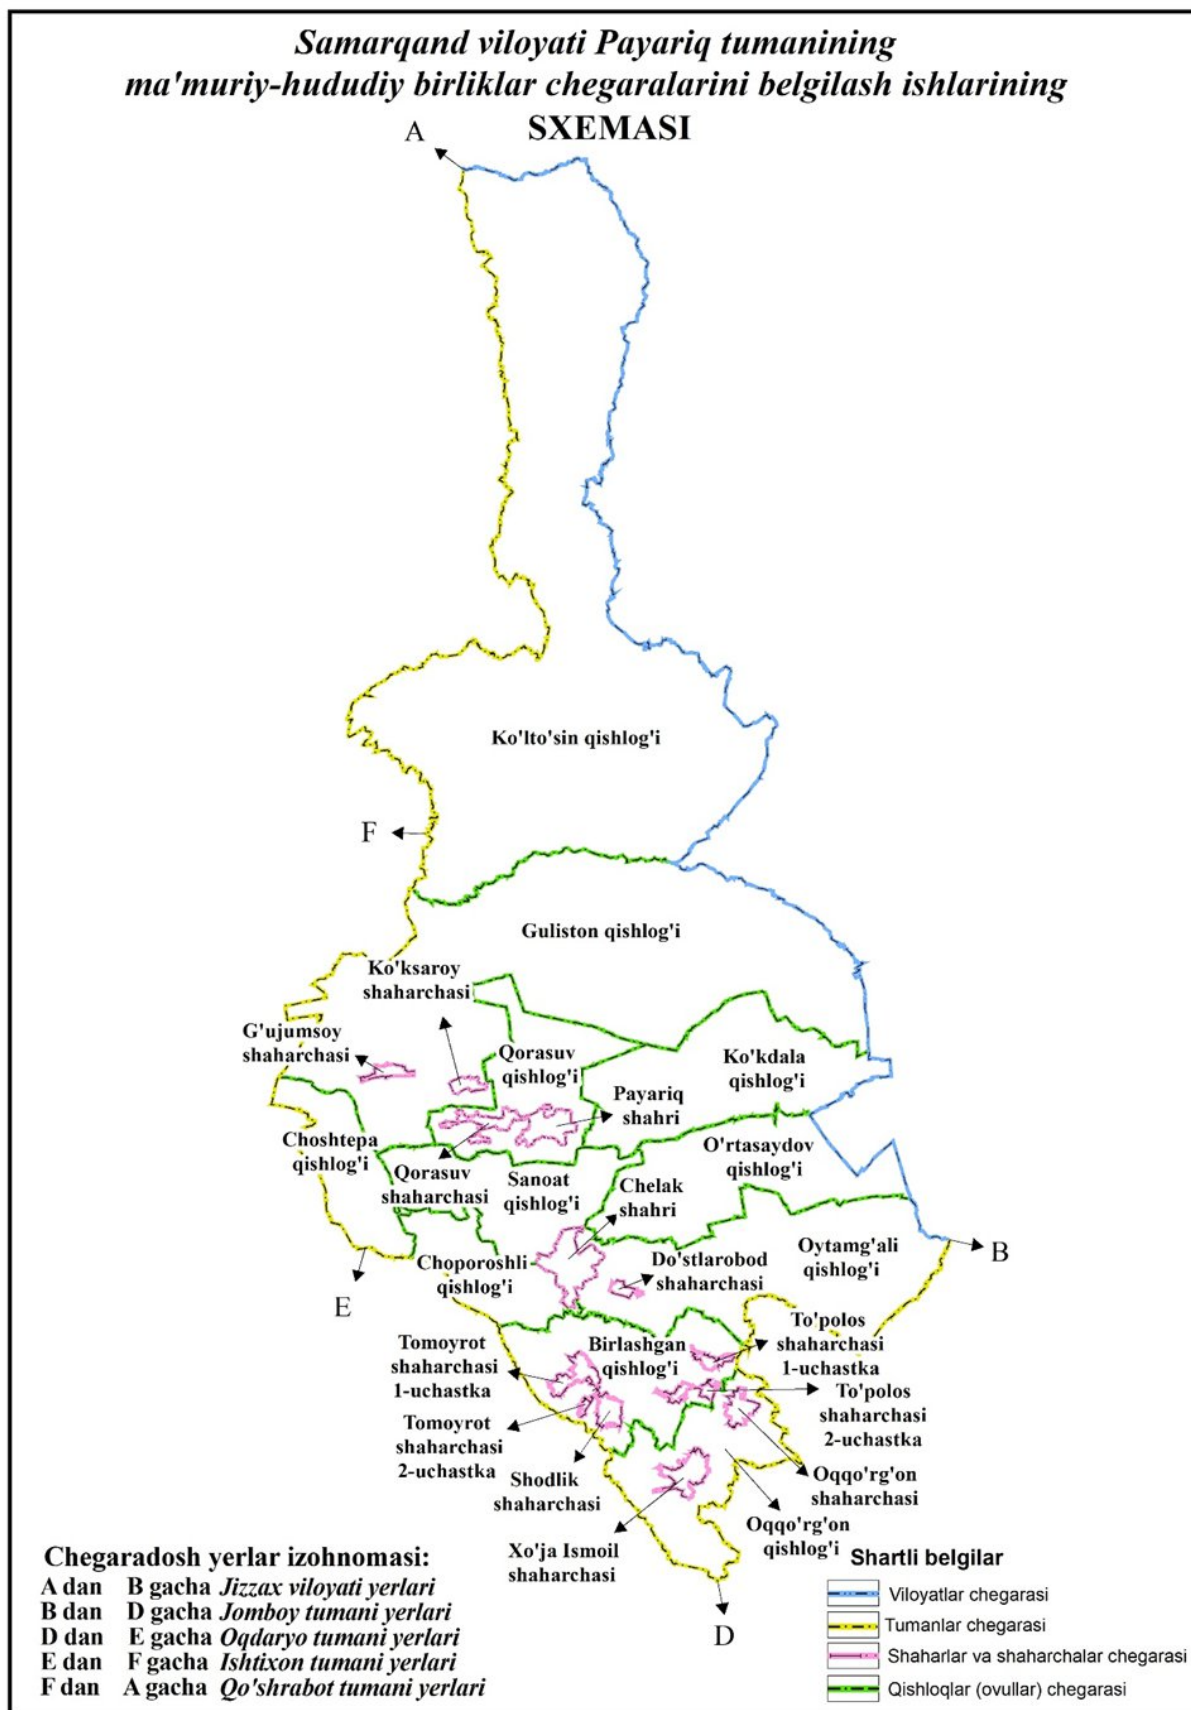 Samarqand viloyati Payariq tumanining
ma'muriy-hududiy birliklar chegaralarini belgilash ishlarining
SXEMASI
A
Ko'lto'sin qishlog'i
F
Guliston qishlog'i
Ko'ksaroy
shaharchasi
G'ujumsoy
shaharchasi
Qorasuv
qishlog'i
Ko'kdala
qishlog'i
Payariq
shahri
Choshtepa
qishlog'i
O'rtasaydov
qishlog'i
Qorasuv
shaharchasi
Sanoat
qishlog'i
Chelak
shahri
Oytamg'ali
qishlog'i
B
Choporoshli
qishlog'i
Do'stlarobod
shaharchasi
E
To'polos
shaharchasi
1-uchastka
Tomoyrot
shaharchasi
1-uchastka
Birlashgan
qishlog'i
To'polos
shaharchasi
2-uchastka
Tomoyrot
shaharchasi
2-uchastka
Shodlik
shaharchasi
Oqqo'rg'on
shaharchasi
Oqqo'rg'on
qishlog'i
Xo'ja Ismoil
shaharchasi
D
Chegaradosh yerlar izohnomasi:
A dan B gacha Jizzax viloyati yerlari
B dan D gacha Jomboy tumani yerlari
D dan E gacha Oqdaryo tumani yerlari
E dan F gacha Ishtixon tumani yerlari
F dan A gacha Qo'shrabot tumani yerlari
Shartli belgilar
Viloyatlar chegarasi
Tumanlar chegarasi
Shaharlar va shaharchalar chegarasi
Qishloqlar (ovullar) chegarasi